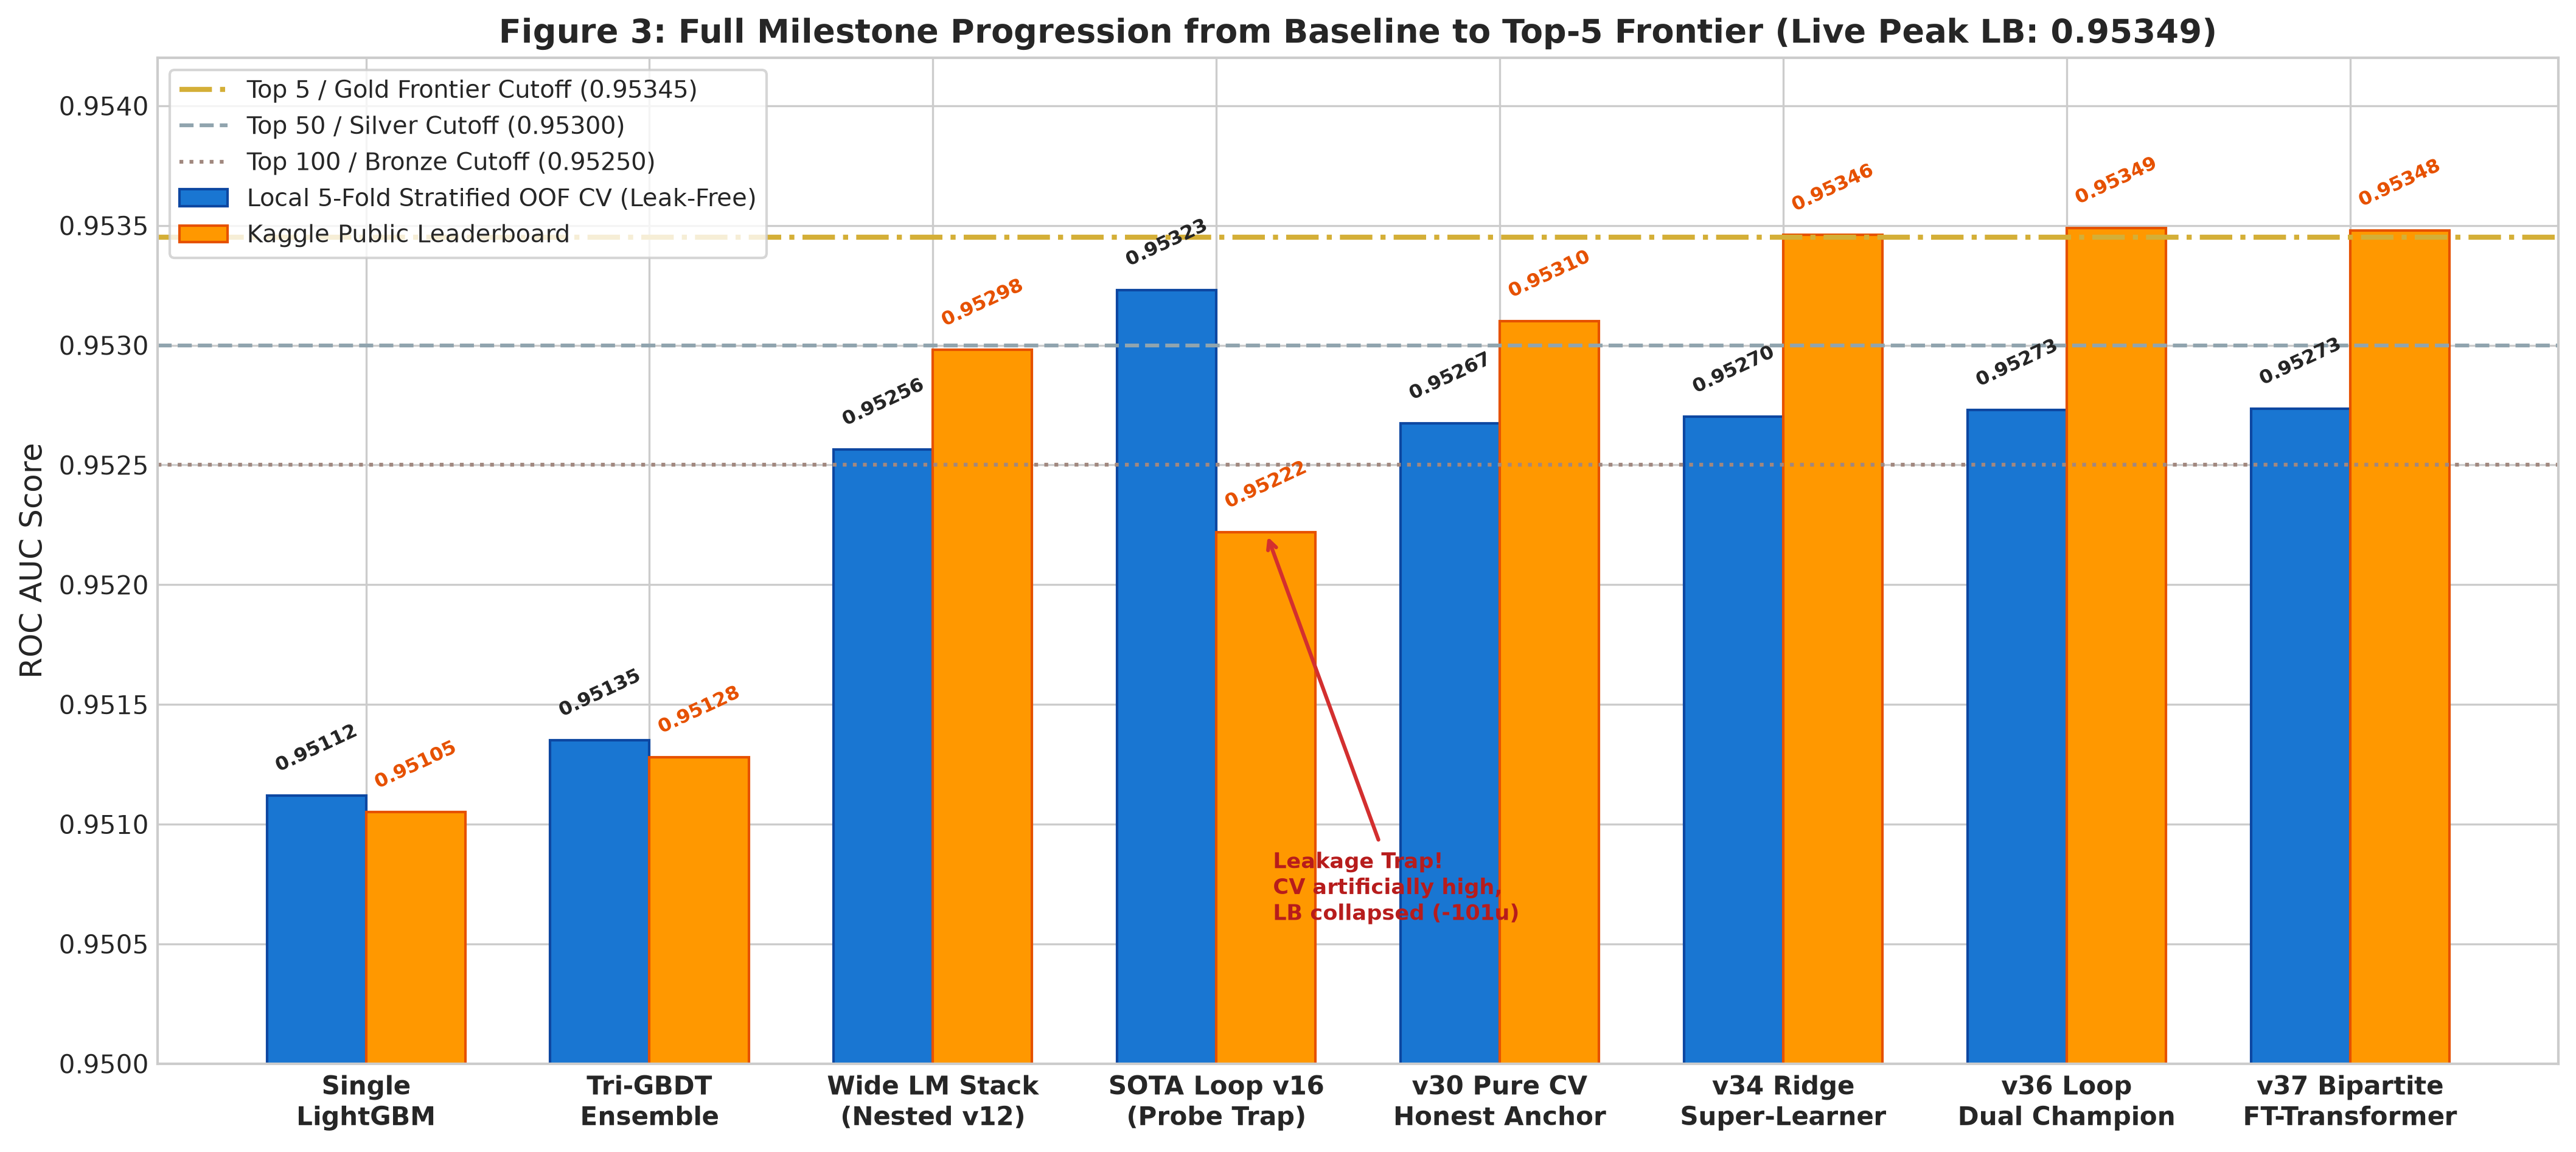 Figure 3: Full Milestone Progression from Baseline to Top-5 Frontier (Live Peak LB: 0.95349)
Top 5 / Gold Frontier Cutoff (0.95345)
Top 50 / Silver Cutoff (0.95300)
Top 100 / Bronze Cutoff (0.95250)
Local 5-Fold Stratified OOF CV (Leak-Free)
Kaggle Public Leaderboard
ROC AUC Score
0.9540
0.9535
0.9530
0.9525
0.9520
0.9515
0.9510
0.9505
0.9500
0.95112
0.95105
0.95135
0.95128
0.95256
0.95298
0.95323
0.95222
0.95267
0.95310
0.95270
0.95346
0.95273
0.95349
0.95273
0.95348
Leakage Trap!
CV artificially high,
LB collapsed (-101u)
Single
LightGBM
Tri-GBDT
Ensemble
Wide LM Stack
(Nested v12)
SOTA Loop v16
(Probe Trap)
v30 Pure CV
Honest Anchor
v34 Ridge
Super-Learner
v36 Loop
Dual Champion
v37 Bipartite
FT-Transformer